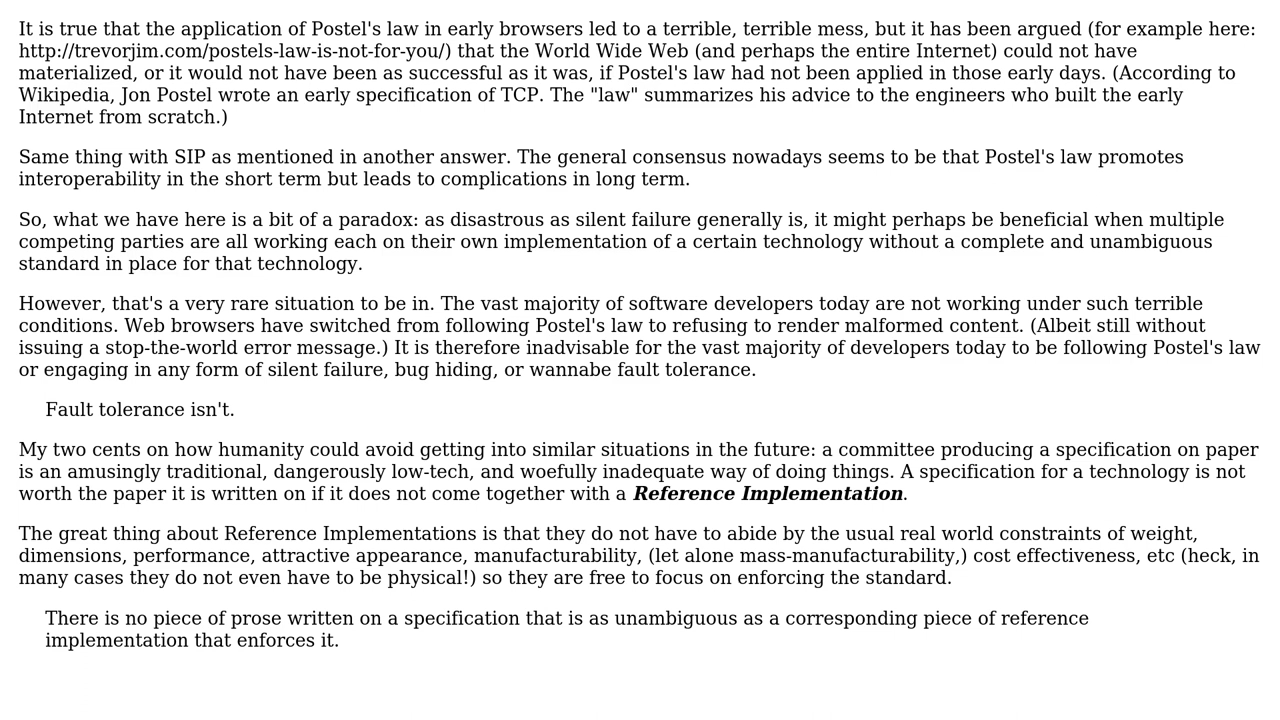 It is true that the application of Postel's law in early browsers led to a terrible, terrible mess, but it has been argued (for example here:
http://trevorjim.com/postels-law-is-not-for-you/) that the World Wide Web (and perhaps the entire Internet) could not have
materialized, or it would not have been as successful as it was, if Postel's law had not been applied in those early days. (According to
Wikipedia, Jon Postel wrote an early specification of TCP. The "law" summarizes his advice to the engineers who built the early
Internet from scratch.)
Same thing with SIP as mentioned in another answer. The general consensus nowadays seems to be that Postel's law promotes
interoperability in the short term but leads to complications in long term.
So, what we have here is a bit of a paradox: as disastrous as silent failure generally is, it might perhaps be beneficial when multiple
competing parties are all working each on their own implementation of a certain technology without a complete and unambiguous
standard in place for that technology.
However, that's a very rare situation to be in. The vast majority of software developers today are not working under such terrible
conditions. Web browsers have switched from following Postel's law to refusing to render malformed content. (Albeit still without
issuing a stop-the-world error message.) It is therefore inadvisable for the vast majority of developers today to be following Postel's law
or engaging in any form of silent failure, bug hiding, or wannabe fault tolerance.
Fault tolerance isn't.
My two cents on how humanity could avoid getting into similar situations in the future: a committee producing a specification on paper
is an amusingly traditional, dangerously low-tech, and woefully inadequate way of doing things. A specification for a technology is not
worth the paper it is written on if it does not come together with a Reference Implementation.
The great thing about Reference Implementations is that they do not have to abide by the usual real world constraints of weight,
dimensions, performance, attractive appearance, manufacturability, (let alone mass-manufacturability,) cost effectiveness, etc (heck, in
many cases they do not even have to be physical!) so they are free to focus on enforcing the standard.
There is no piece of prose written on a specification that is as unambiguous as a corresponding piece of reference
implementation that enforces it.